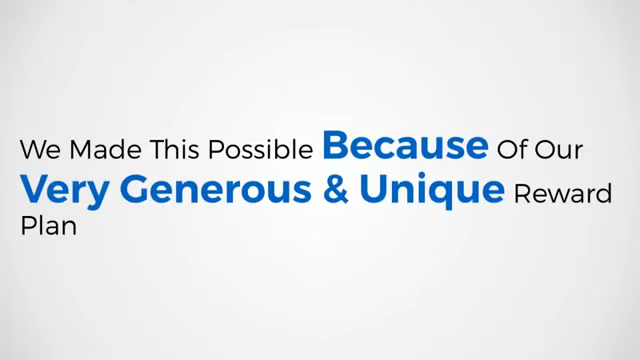 We Made This Possible Because Of Our
Very Generous & Unique Reward
Plan